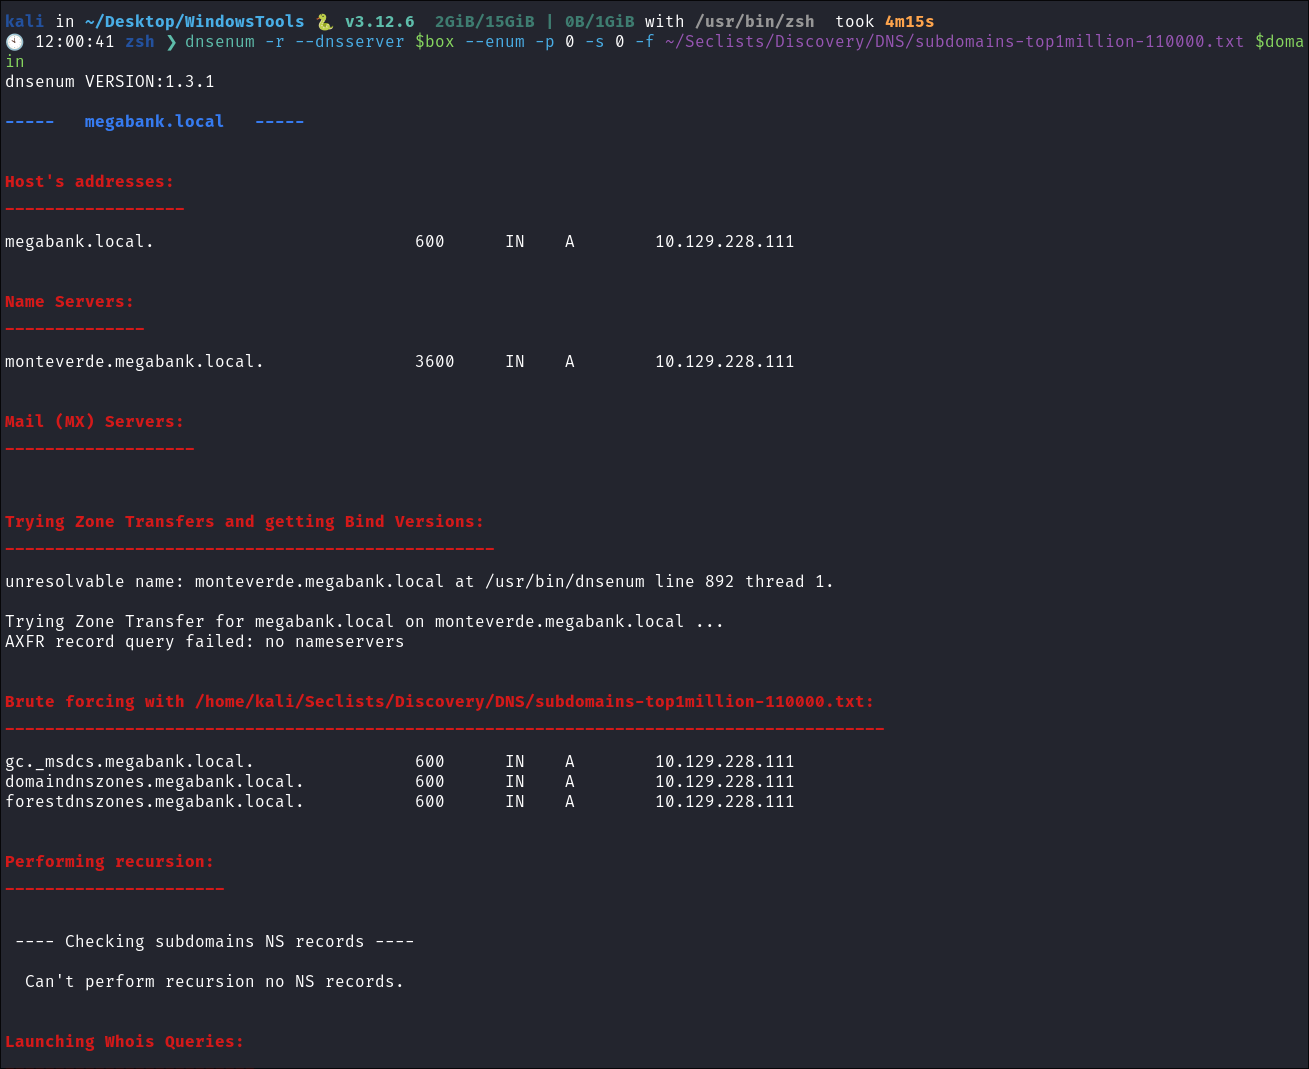 kali in ~/Desktop/WindowsTools 🐍 v3.12.6 2GiB/15GiB | 0B/1GiB with /usr/bin/zsh took 4m15s
🕙 12:00:41 zsh ❯ dnsenum -r --dnsserver $box --enum -p 0 -s 0 -f ~/Seclists/Discovery/DNS/subdomains-top1million-110000.txt $doma
in
dnsenum VERSION:1.3.1
----- megabank.local -----
Host's addresses:
__________________
megabank.local. 600 IN A 10.129.228.111
Name Servers:
______________
monteverde.megabank.local. 3600 IN A 10.129.228.111
Mail (MX) Servers:
___________________
Trying Zone Transfers and getting Bind Versions:
_________________________________________________
unresolvable name: monteverde.megabank.local at /usr/bin/dnsenum line 892 thread 1.
Trying Zone Transfer for megabank.local on monteverde.megabank.local ...
AXFR record query failed: no nameservers
Brute forcing with /home/kali/Seclists/Discovery/DNS/subdomains-top1million-110000.txt:
________________________________________________________________________________________
gc._msdcs.megabank.local. 600 IN A 10.129.228.111
domaindnszones.megabank.local. 600 IN A 10.129.228.111
forestdnszones.megabank.local. 600 IN A 10.129.228.111
Performing recursion:
______________________
---- Checking subdomains NS records ----
Can't perform recursion no NS records.
Launching Whois Queries: